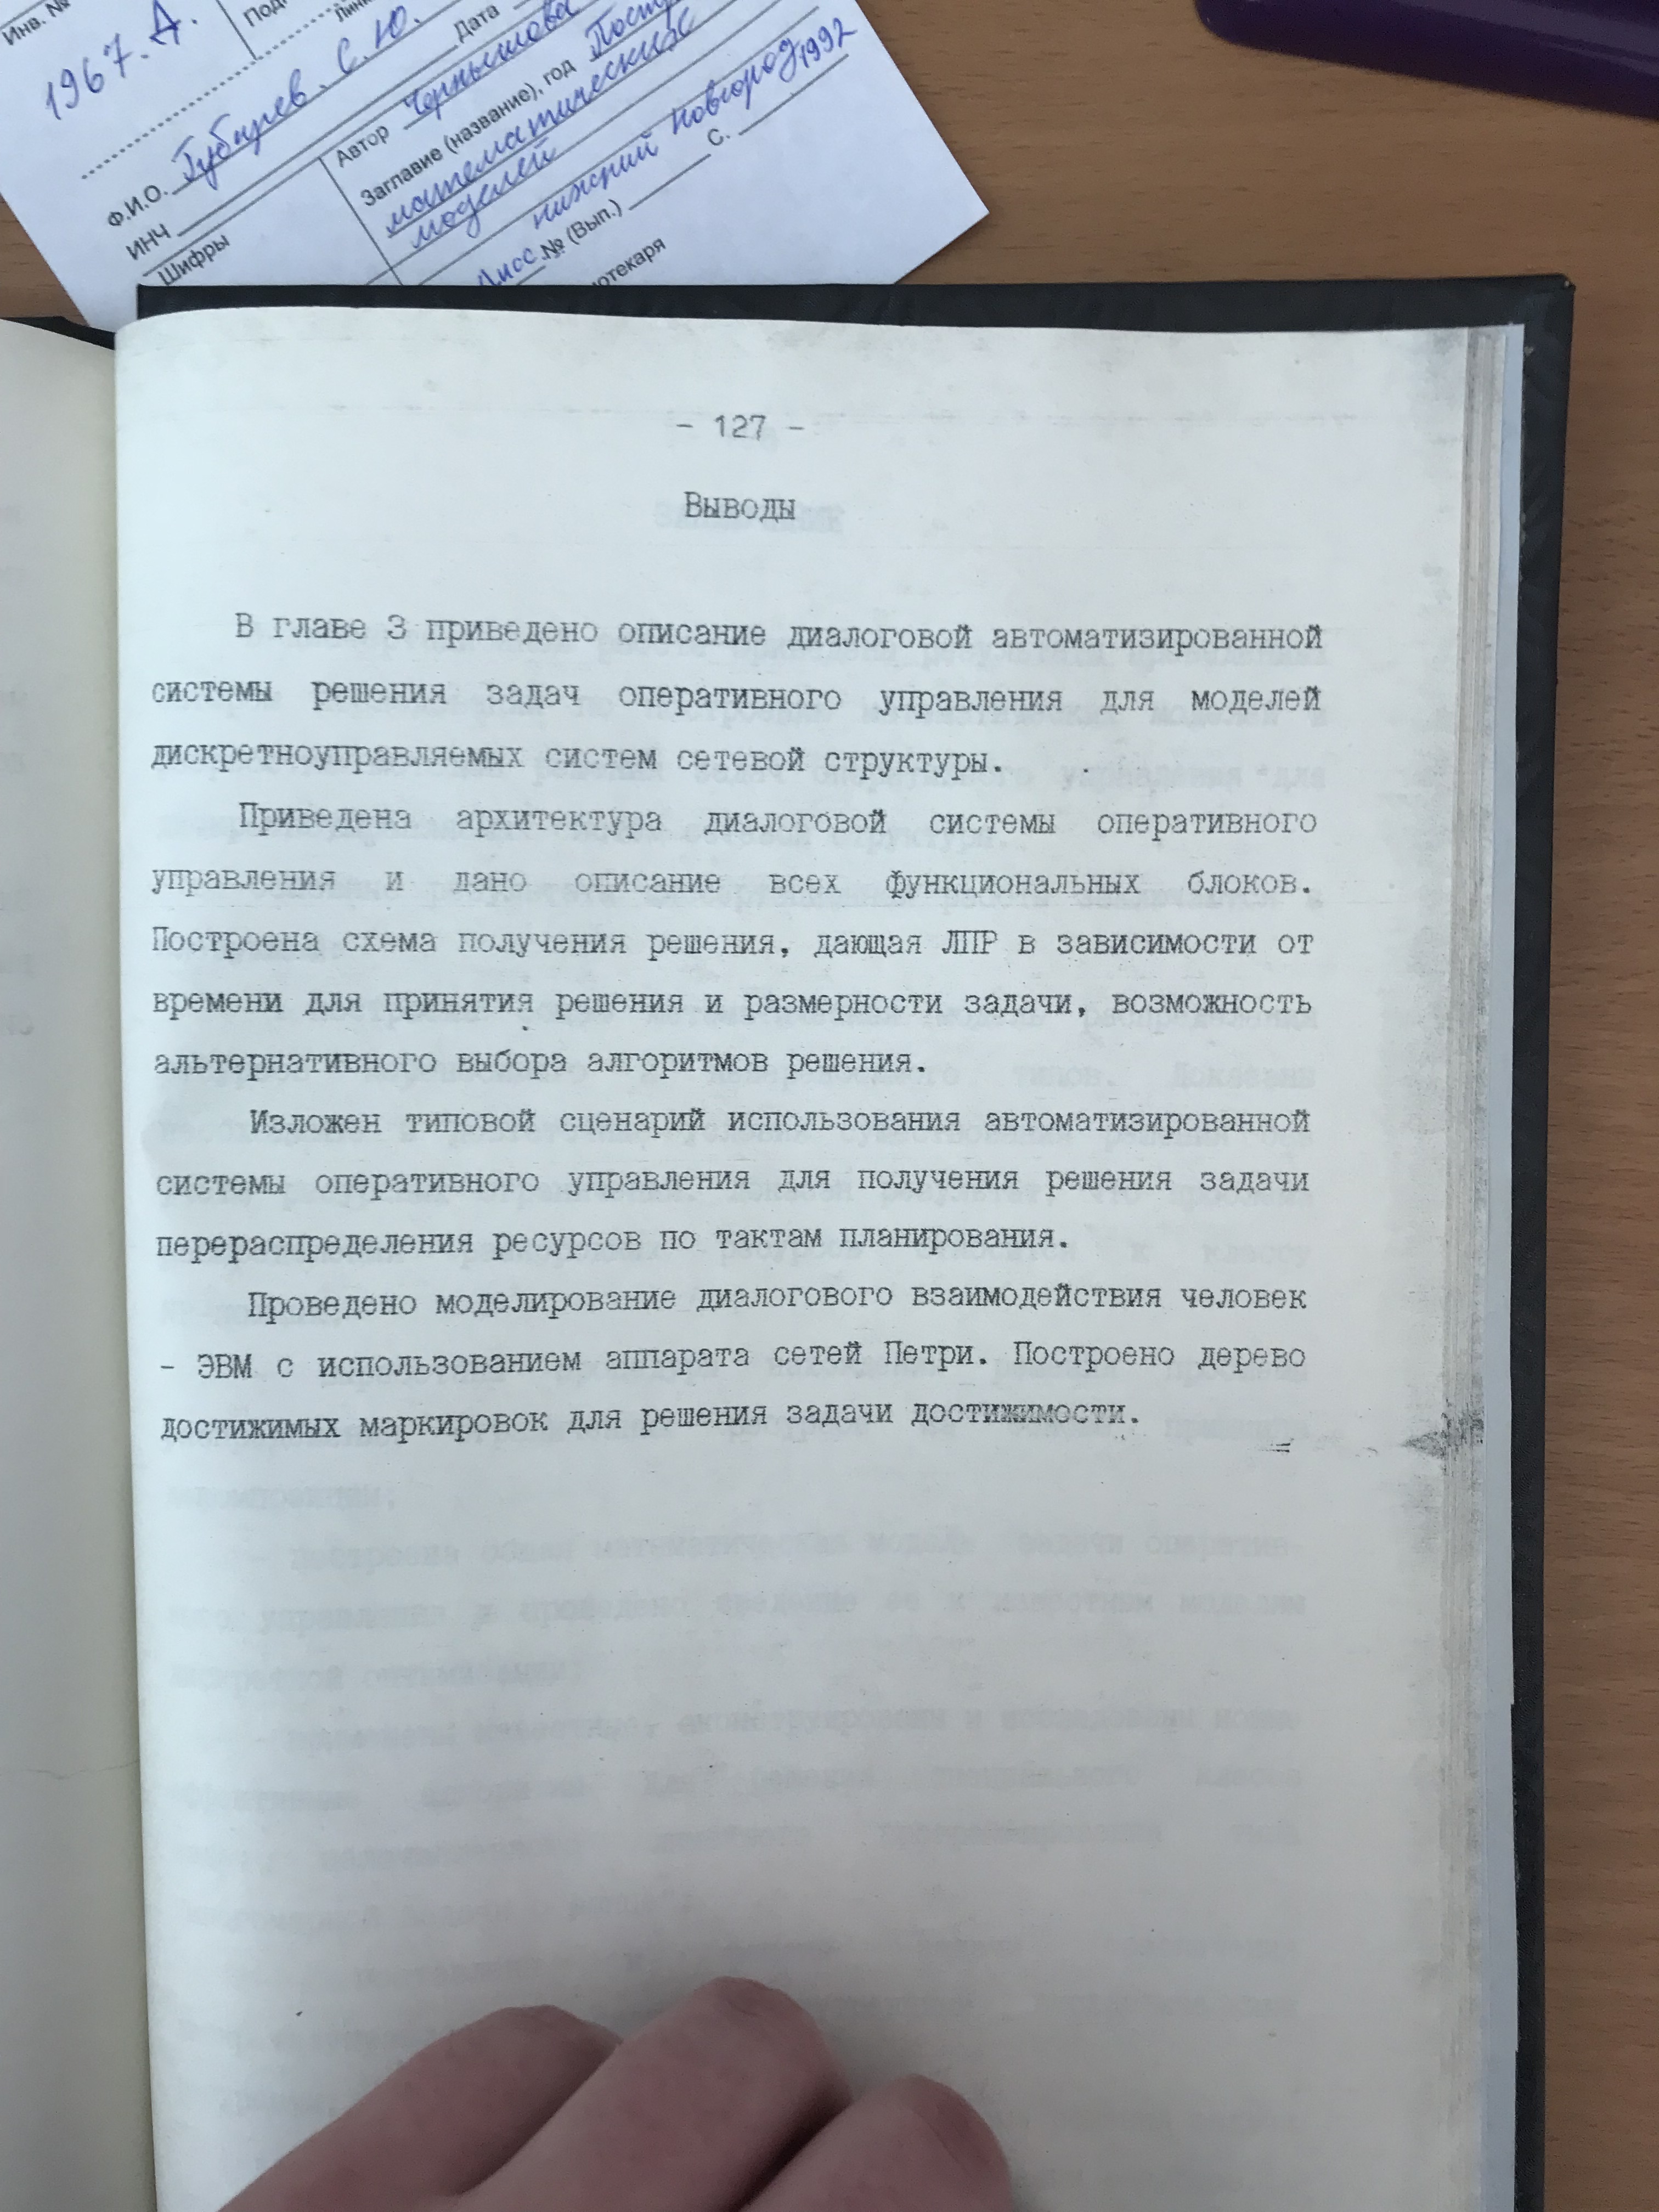 Инв. №
1967. А.
Ф.И.О. Губарев. С. Ю.
Дата
ИНЧ
Шифры
Автор Чернышова
Заглавие (название), год
математических
моделей
нижний новгород, 1992
Дисс № (Вып.) С.
- 127 -
Выводы
В главе 3 приведено описание диалоговой автоматизированной
системы решения задач оперативного управления для моделей
дискретноуправляемых систем сетевой структуры.
Приведена архитектура диалоговой системы оперативного
управления и дано описание всех функциональных блоков.
Построена схема получения решения, дающая ЛПР в зависимости от
времени для принятия решения и размерности задачи, возможность
альтернативного выбора алгоритмов решения.
Изложен типовой сценарий использования автоматизированной
системы оперативного управления для получения решения задачи
перераспределения ресурсов по тактам планирования.
Проведено моделирование диалогового взаимодействия человек
- ЭВМ с использованием аппарата сетей Петри. Построено дерево
достижимых маркировок для решения задачи достижимости.